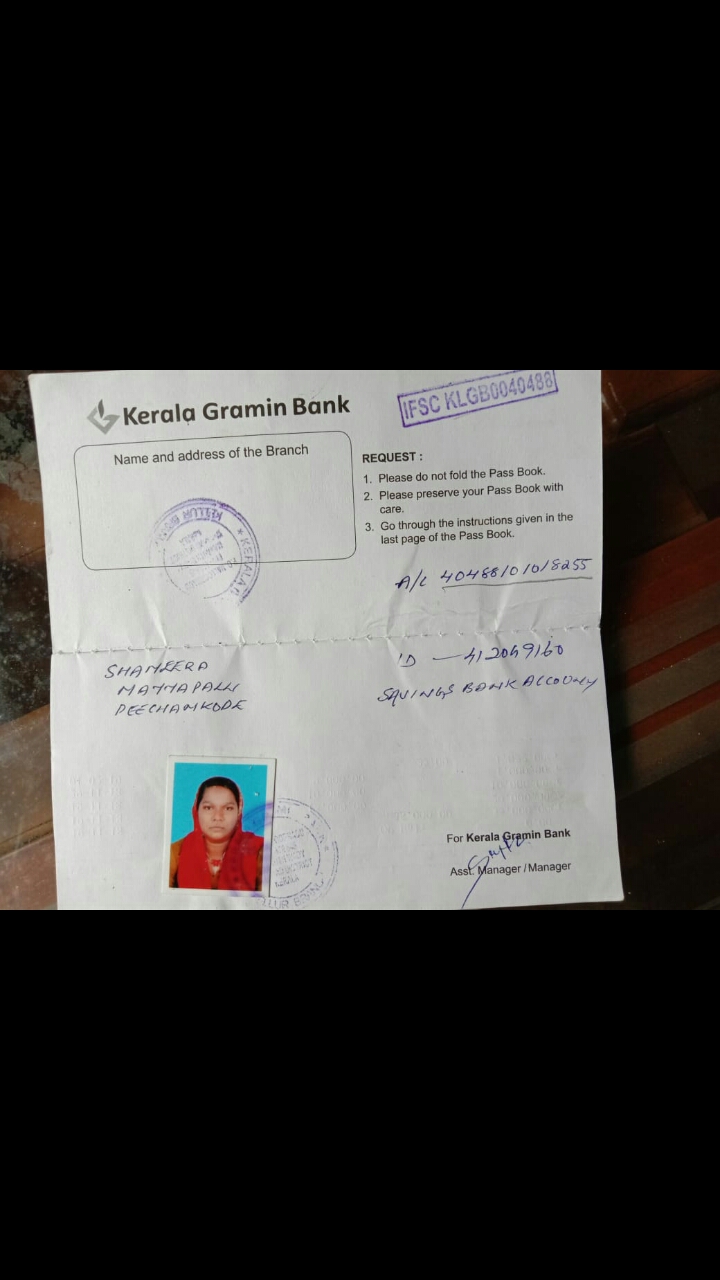 Kerala Gramin Bank
IFSC KLGB0040488
Name and address of the Branch
KELLUR BRANCH
REQUEST :
1. Please do not fold the Pass Book.
2. Please preserve your Pass Book with
care.
3. Go through the instructions given in the
last page of the Pass Book.
A/C 40488101018255
SHAMEERA
MATTAPALLI
PEECHAMKODE
ID - 412049160
SAVINGS BANK ACCOUNT
For Kerala Gramin Bank
Asst. Manager / Manager